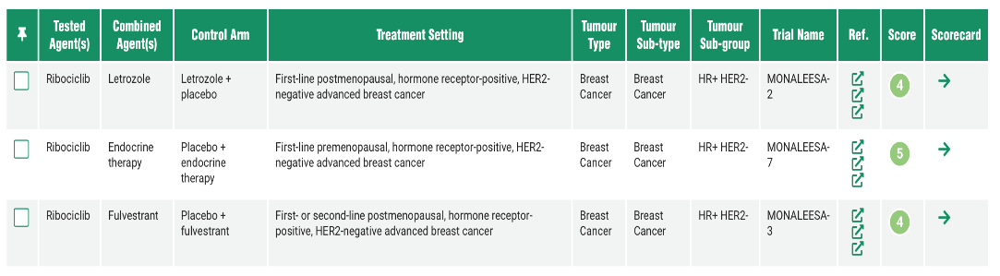 Tested Agent(s) Combined Agent(s) Control Arm Treatment Setting Tumour Type Tumour Sub-type Tumour Sub-group Trial Name Ref. Score Scorecard
Ribociclib Letrozole Letrozole + First-line postmenopausal, hormone receptor-positive, HER2- Breast Breast HR+ HER2- MONALEESA- 4
placebo negative advanced breast cancer Cancer Cancer 2
Ribociclib Endocrine Placebo + First-line premenopausal, hormone receptor-positive, HER2- Breast Breast HR+ HER2- MONALEESA- 5
therapy endocrine negative advanced breast cancer Cancer Cancer 7
therapy
Ribociclib Fulvestrant Placebo + First- or second-line postmenopausal, hormone receptor- Breast Breast HR+ HER2- MONALEESA- 4
fulvestrant positive, HER2-negative advanced breast cancer Cancer Cancer 3